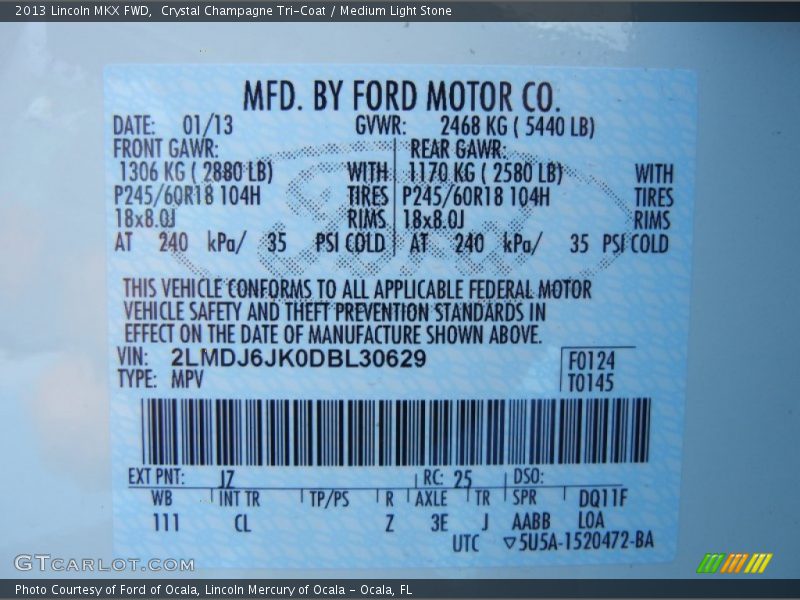 2013 Lincoln MKX FWD,  Crystal Champagne Tri-Coat / Medium Light Stone
MFD. BY FORD MOTOR CO.
DATE: 01/13 GVWR: 2468 KG ( 5440 LB)
FRONT GAWR: REAR GAWR:
1306 KG ( 2880 LB) WITH 1170 KG ( 2580 LB) WITH
P245/60R18 104H TIRES P245/60R18 104H TIRES
18x8.0J RIMS 18x8.0J RIMS
AT 240 kPa/ 35 PSI COLD AT 240 kPa/ 35 PSI COLD
THIS VEHICLE CONFORMS TO ALL APPLICABLE FEDERAL MOTOR
VEHICLE SAFETY AND THEFT PREVENTION STANDARDS IN
EFFECT ON THE DATE OF MANUFACTURE SHOWN ABOVE.
VIN: 2LMDJ6JK0DBL30629 F0124
TYPE: MPV T0145
EXT PNT: JZ RC: 25 DSO:
WB INT TR TP/PS R AXLE TR SPR DQ11F
111 CL Z 3E J AABB LOA
UTC ▽5U5A-1520472-BA
GTCARLOT.COM
Photo Courtesy of Ford of Ocala, Lincoln Mercury of Ocala - Ocala, FL